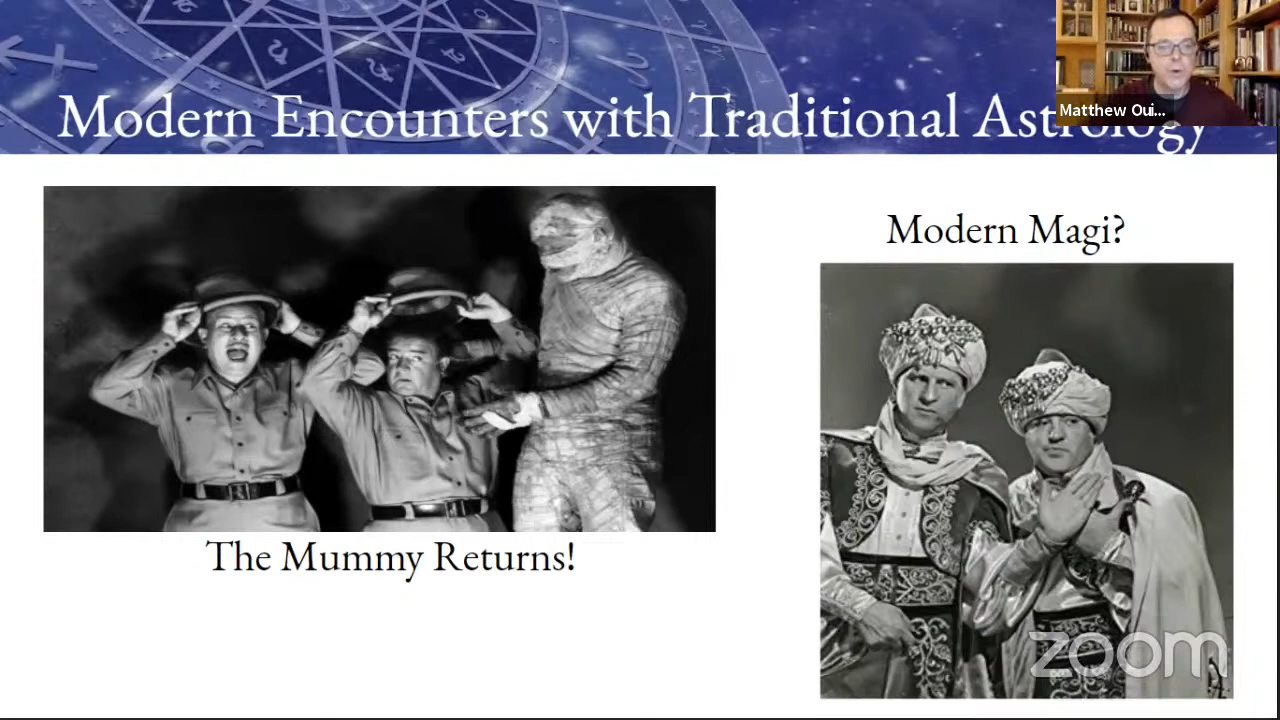 Modern Encounters with Traditional Astrology
Matthew Oui...
Modern Magi?
The Mummy Returns!
zoom